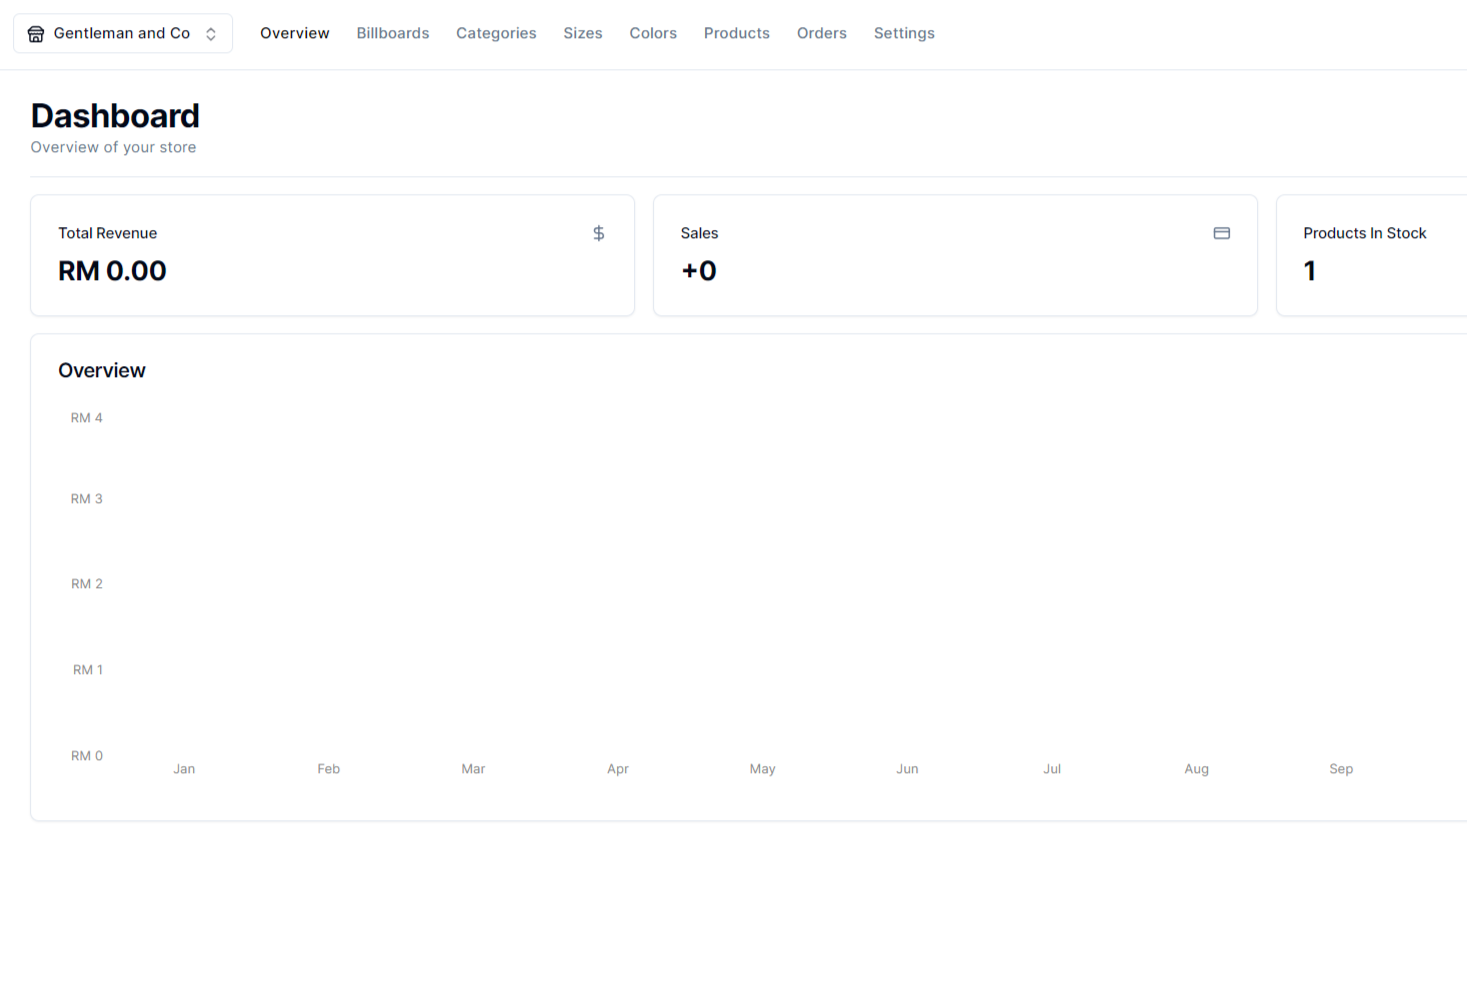 Gentleman and Co Overview Billboards Categories Sizes Colors Products Orders Settings
Dashboard
Overview of your store
Total Revenue
RM 0.00
Sales
+0
Products In Stock
1
Overview
RM 4
RM 3
RM 2
RM 1
RM 0
Jan Feb Mar Apr May Jun Jul Aug Sep